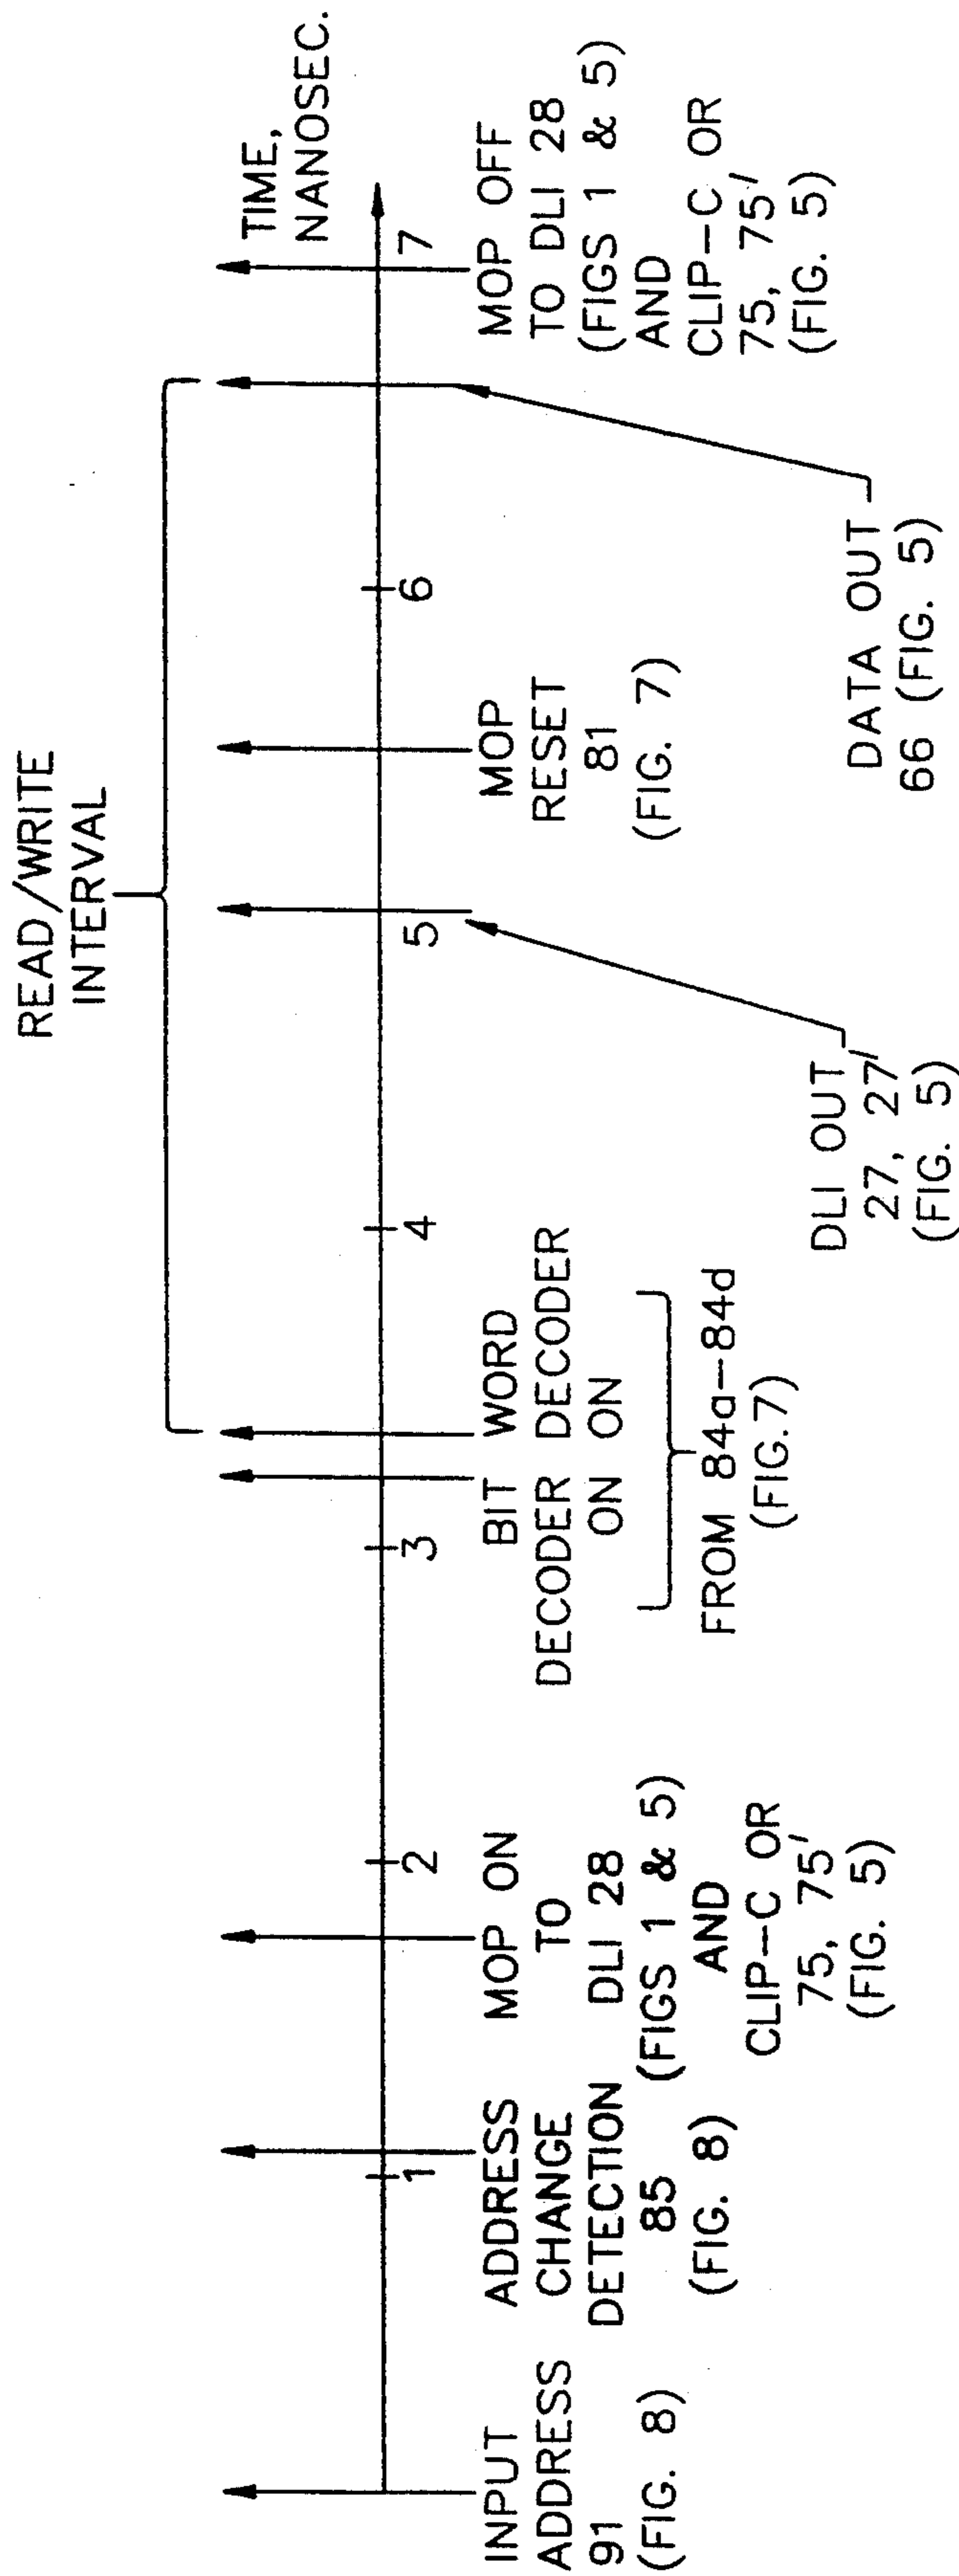 READ/WRITE
INTERVAL
TIME,
NANOSEC.
1
2
3
4
5
6
7
INPUT
ADDRESS
91
(FIG. 8)
ADDRESS
CHANGE
DETECTION
85
(FIG. 8)
MOP ON
TO
DLI 28
(FIGS 1 & 5)
AND
CLIP-C OR
75, 75'
(FIG. 5)
BIT WORD
DECODER DECODER
ON ON
FROM 84a-84d
(FIG.7)
DLI OUT
27, 27'
(FIG. 5)
MOP
RESET
81
(FIG. 7)
DATA OUT
66 (FIG. 5)
MOP OFF
TO DLI 28
(FIGS 1 & 5)
AND
CLIP-C OR
75, 75'
(FIG. 5)